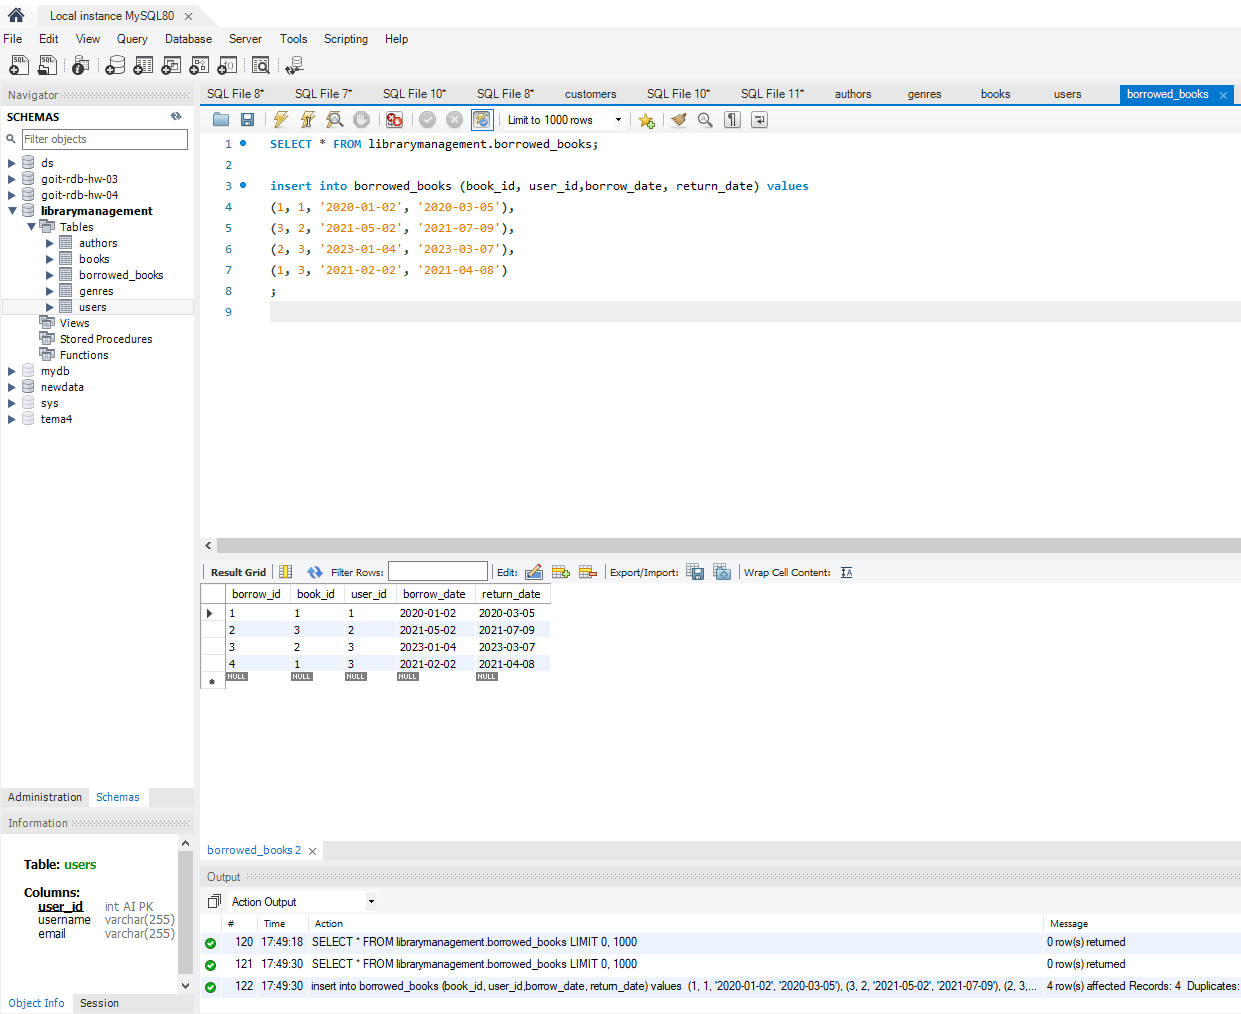 Local instance MySQL80
File Edit View Query Database Server Tools Scripting Help
Navigator
SCHEMAS
Filter objects
ds
goit-rdb-hw-03
goit-rdb-hw-04
librarymanagement
Tables
authors
books
borrowed_books
genres
users
Views
Stored Procedures
Functions
mydb
newdata
sys
tema4
Administration Schemas
Information
Table: users
Columns:
user_id int AI PK
username varchar(255)
email varchar(255)
Object Info Session
SQL File 8* SQL File 7* SQL File 10* SQL File 8* customers SQL File 10* SQL File 11* authors genres books users borrowed_books
Limit to 1000 rows
1 SELECT * FROM librarymanagement.borrowed_books;
2
3 insert into borrowed_books (book_id, user_id,borrow_date, return_date) values
4 (1, 1, '2020-01-02', '2020-03-05'),
5 (3, 2, '2021-05-02', '2021-07-09'),
6 (2, 3, '2023-01-04', '2023-03-07'),
7 (1, 3, '2021-02-02', '2021-04-08')
8 ;
9
Result Grid Filter Rows: Edit: Export/Import: Wrap Cell Content:
borrow_id book_id user_id borrow_date return_date
1 1 1 2020-01-02 2020-03-05
2 3 2 2021-05-02 2021-07-09
3 2 3 2023-01-04 2023-03-07
4 1 3 2021-02-02 2021-04-08
NULL NULL NULL NULL NULL
borrowed_books 2
Output
Action Output
# Time Action Message
120 17:49:18 SELECT * FROM librarymanagement.borrowed_books LIMIT 0, 1000 0 row(s) returned
121 17:49:30 SELECT * FROM librarymanagement.borrowed_books LIMIT 0, 1000 0 row(s) returned
122 17:49:30 insert into borrowed_books (book_id, user_id,borrow_date, return_date) values (1, 1, '2020-01-02', '2020-03-05'), (3, 2, '2021-05-02', '2021-07-09'), (2, 3,... 4 row(s) affected Records: 4 Duplicates: